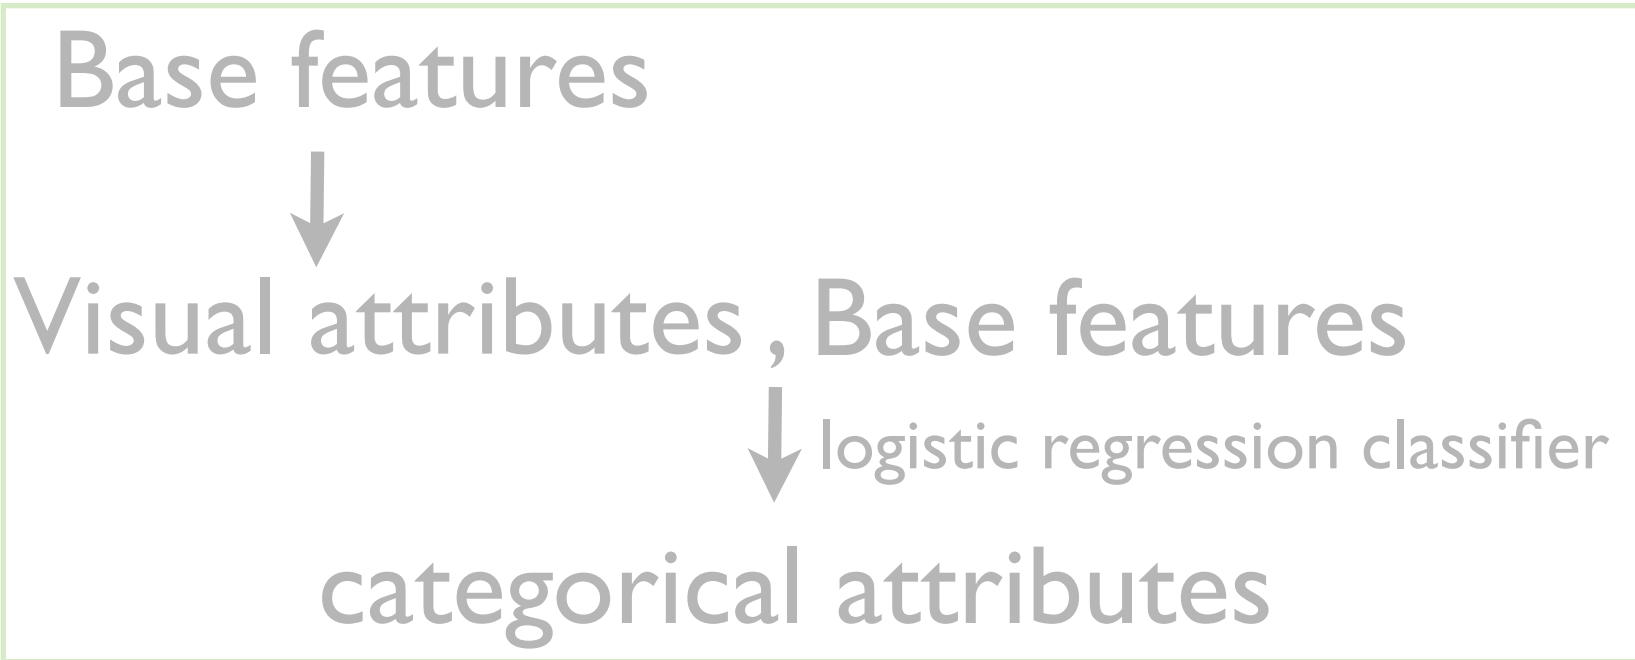 Base features
Visual attributes , Base features
logistic regression classifier
categorical attributes